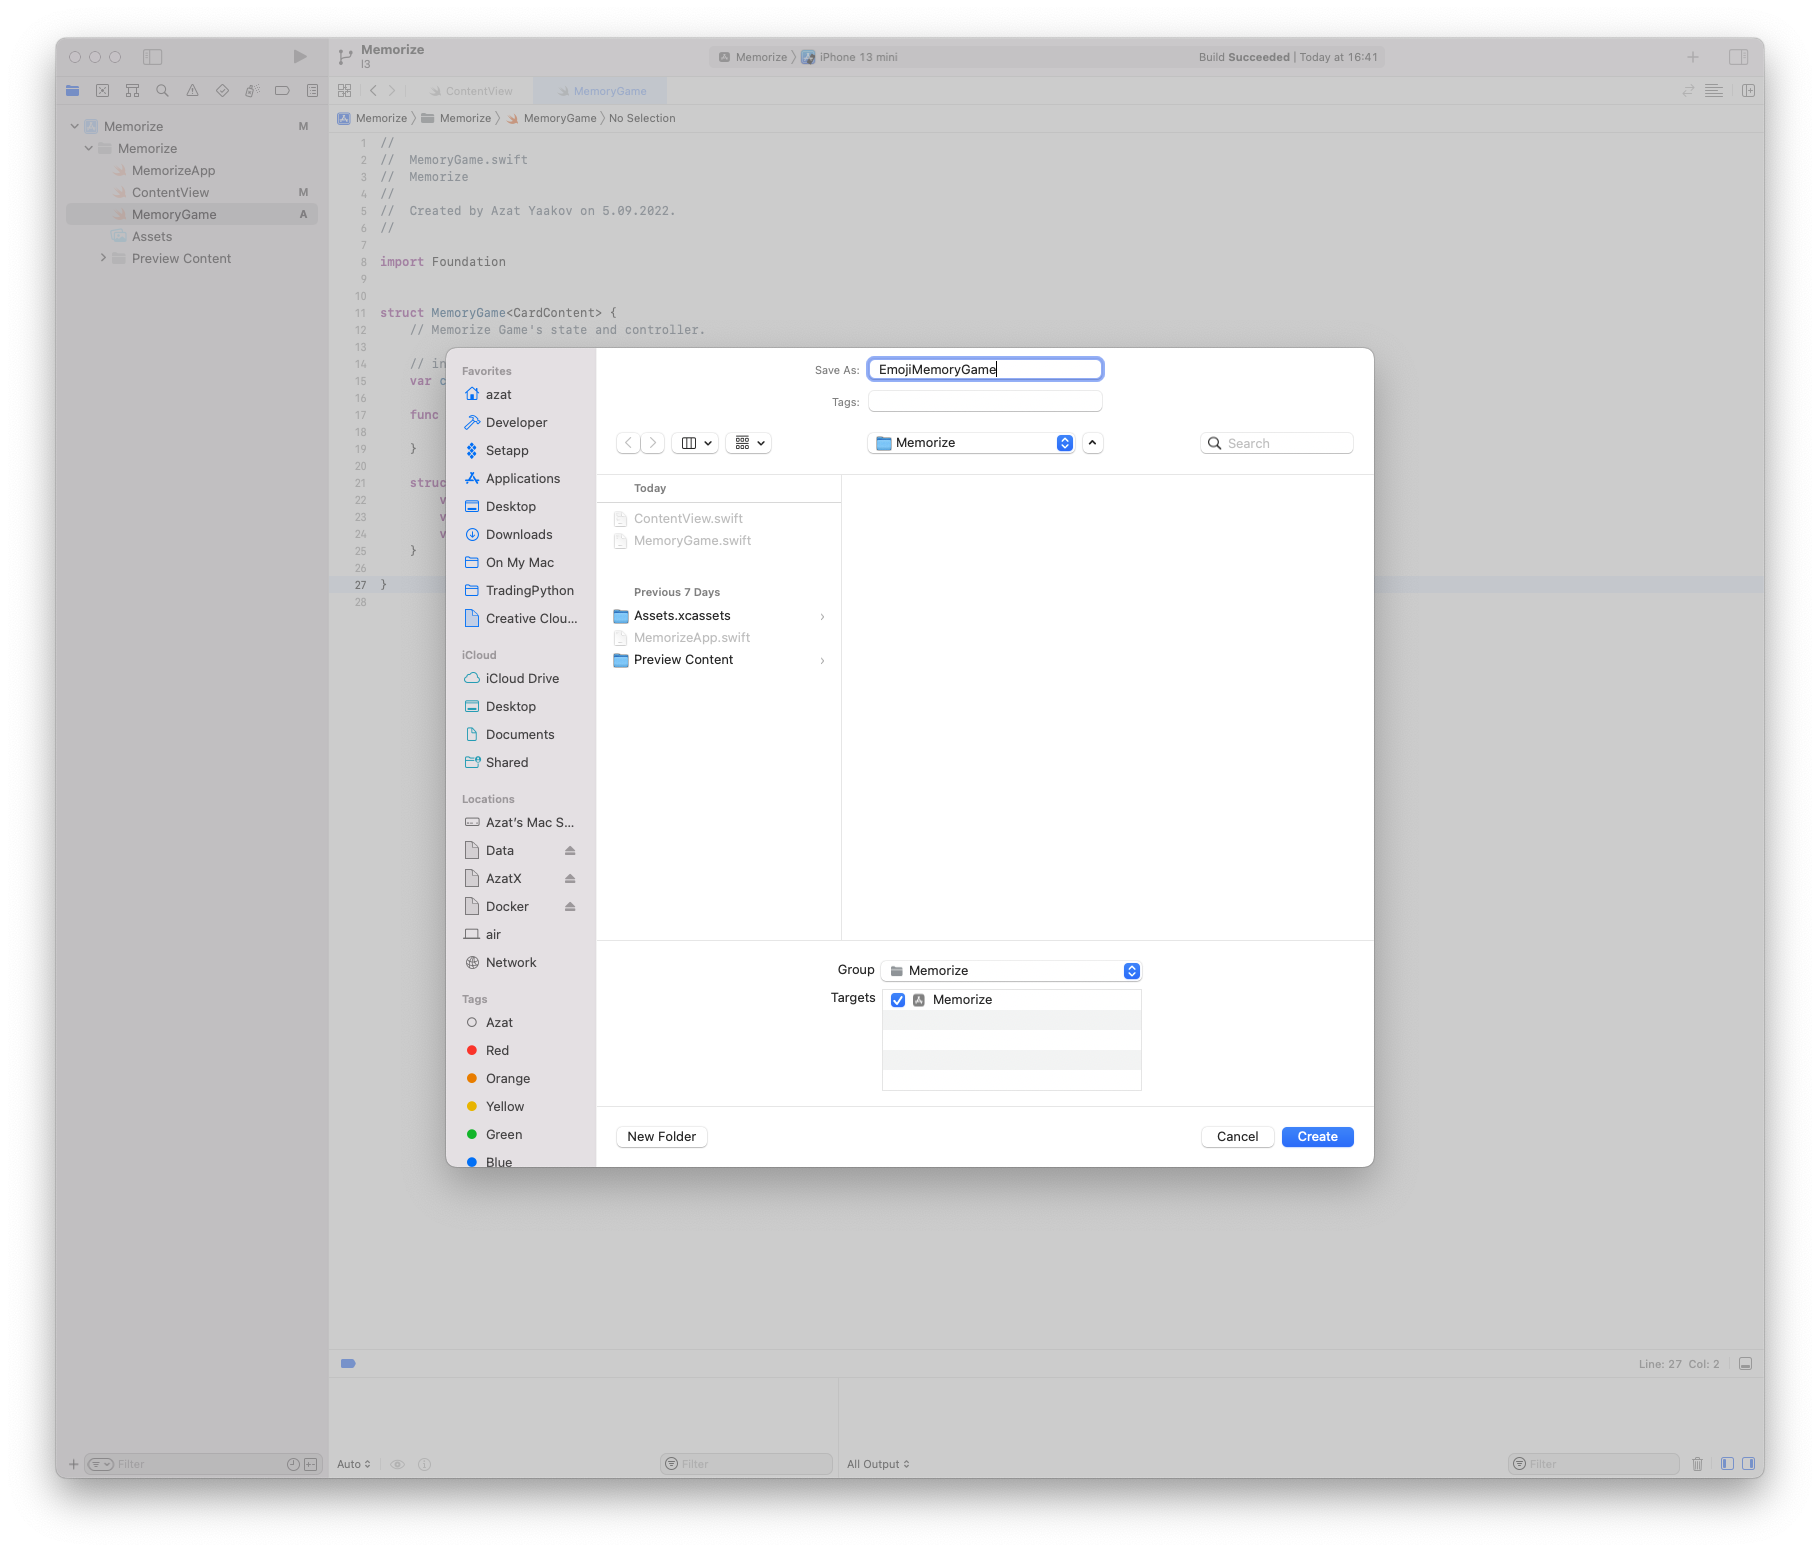 Memorize
l3
Memorize
iPhone 13 mini
Build Succeeded | Today at 16:41
ContentView
MemoryGame
Memorize
Memorize
MemoryGame
No Selection
Memorize M
Memorize
MemorizeApp
ContentView M
MemoryGame A
Assets
Preview Content
1 //
2 //  MemoryGame.swift
3 //  Memorize
4 //
5 //  Created by Azat Yaakov on 5.09.2022.
6 //
7
8 import Foundation
9
10
11 struct MemoryGame<CardContent> {
12 // Memorize Game's state and controller.
13
14 // in
15 var c
16
17 func
18
19 }
20
21 struc
22 v
23 v
24 v
25 }
26
27 }
28
Favorites
azat
Developer
Setapp
Applications
Desktop
Downloads
On My Mac
TradingPython
Creative Clou...
iCloud
iCloud Drive
Desktop
Documents
Shared
Locations
Azat's Mac S...
Data
AzatX
Docker
air
Network
Tags
Azat
Red
Orange
Yellow
Green
Blue
Save As: EmojiMemoryGame
Tags:
Memorize
Search
Today
ContentView.swift
MemoryGame.swift
Previous 7 Days
Assets.xcassets
MemorizeApp.swift
Preview Content
Group Memorize
Targets Memorize
New Folder
Cancel
Create
Line: 27 Col: 2
Filter
Auto
Filter
All Output
Filter